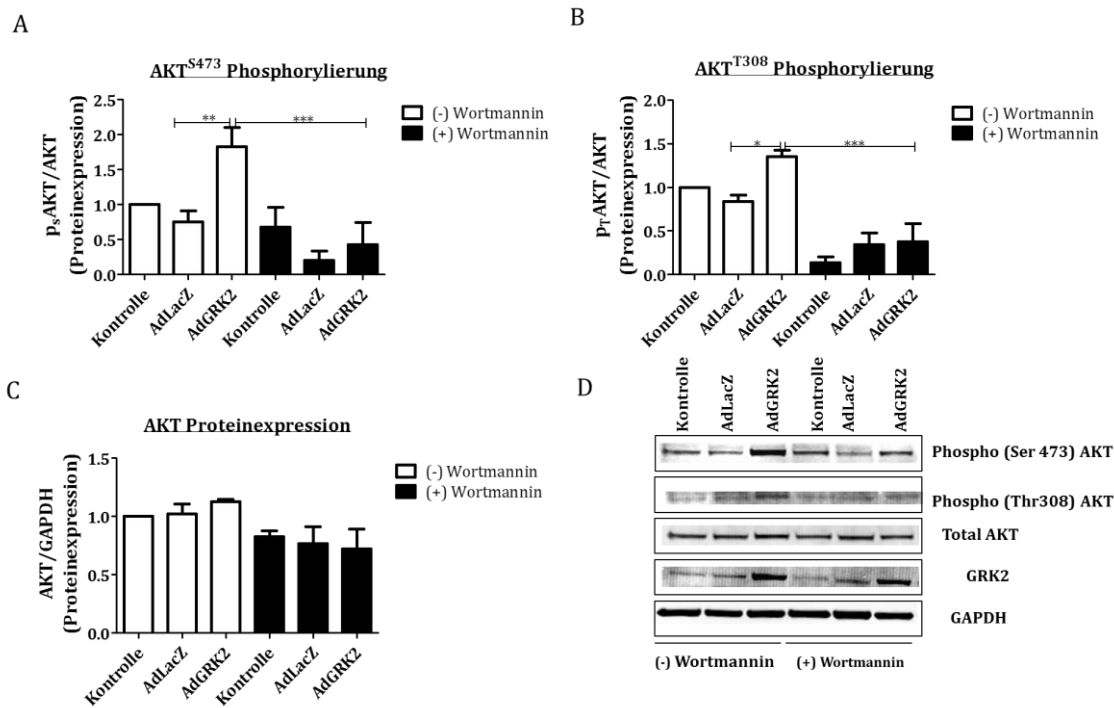 A
AKT^S473 Phosphorylierung
(-) Wortmannin
(+) Wortmannin
** ***
p_sAKT/AKT
(Proteinexpression)
2.5
2.0
1.5
1.0
0.5
0.0
Kontrolle AdLacZ AdGRK2 Kontrolle AdLacZ AdGRK2
B
AKT^T308 Phosphorylierung
(-) Wortmannin
(+) Wortmannin
* ***
p_TAKT/AKT
(Proteinexpression)
2.0
1.5
1.0
0.5
0.0
Kontrolle AdLacZ AdGRK2 Kontrolle AdLacZ AdGRK2
C
AKT Proteinexpression
(-) Wortmannin
(+) Wortmannin
AKT/GAPDH
(Proteinexpression)
1.5
1.0
0.5
0.0
Kontrolle AdLacZ AdGRK2 Kontrolle AdLacZ AdGRK2
D
Kontrolle AdLacZ AdGRK2 Kontrolle AdLacZ AdGRK2
Phospho (Ser 473) AKT
Phospho (Thr308) AKT
Total AKT
GRK2
GAPDH
(-) Wortmannin (+) Wortmannin